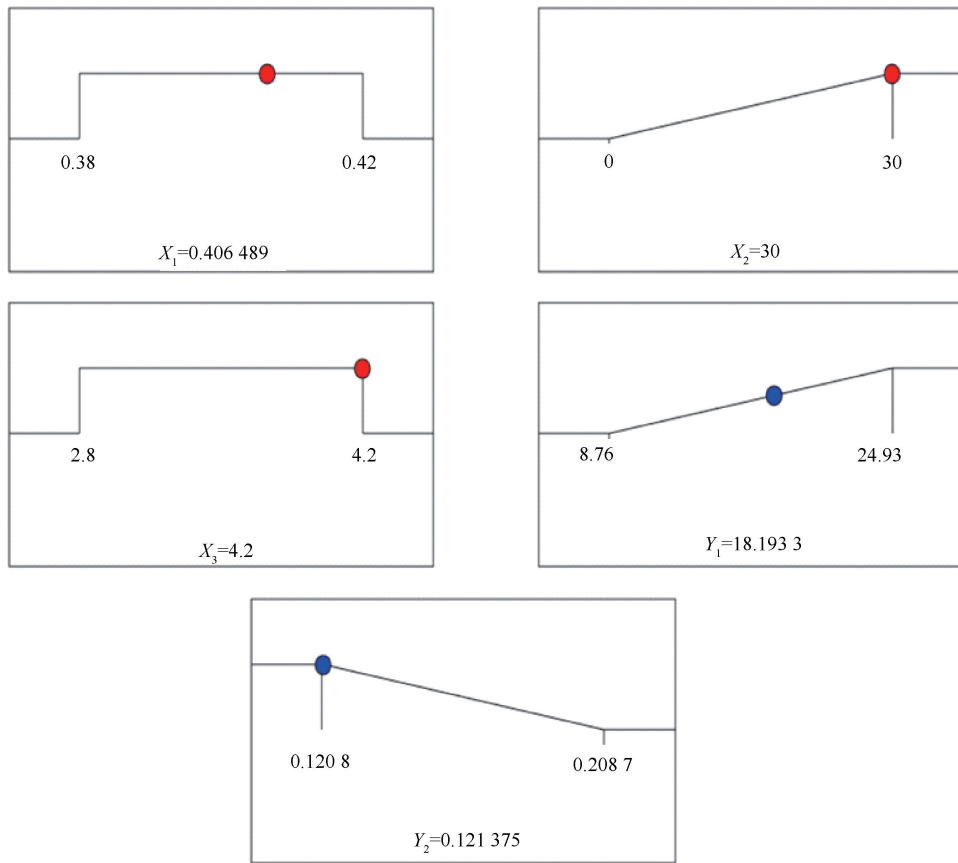 0.38 0.42
X₁=0.406 489
0 30
X₂=30
2.8 4.2
X₃=4.2
8.76 24.93
Y₁=18.193 3
0.120 8 0.208 7
Y₂=0.121 375